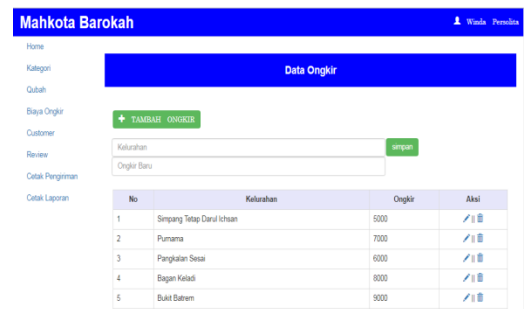 Mahkota Barokah
Winda Persolita
Home
Kategori
Qubah
Biaya Ongkir
Customer
Review
Cetak Pengiriman
Cetak Laporan
Data Ongkir
+ TAMBAH ONGKIR
Kelurahan
simpan
Ongkir Baru
No Kelurahan Ongkir Aksi
1 Simpang Tetap Darul Ichsan 5000 ||
2 Purnama 7000 ||
3 Pangkalan Sesai 6000 ||
4 Bagan Keladi 8000 ||
5 Bukit Batrem 9000 ||